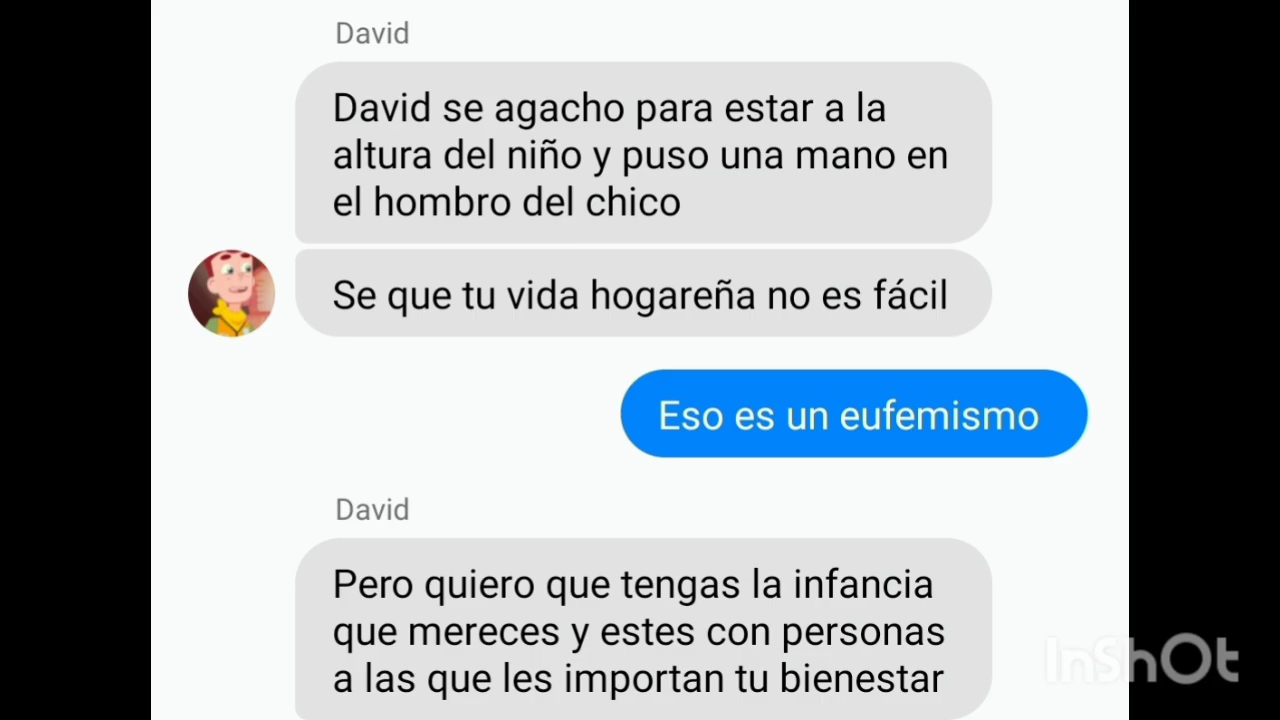 David
David se agacho para estar a la
altura del niño y puso una mano en
el hombro del chico
Se que tu vida hogareña no es fácil
Eso es un eufemismo
David
Pero quiero que tengas la infancia
que mereces y estes con personas
a las que les importan tu bienestar
InShOt